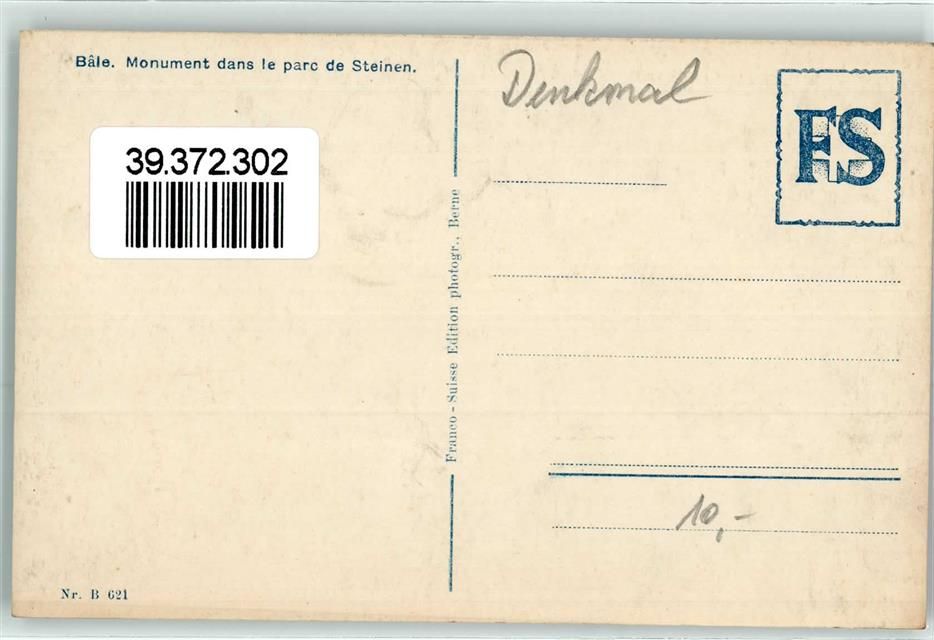 Bâle. Monument dans le parc de Steinen.
39.372.302
Nr. B 621
Franco - Suisse Edition photogr., Berne
Denkmal
FS
10,-